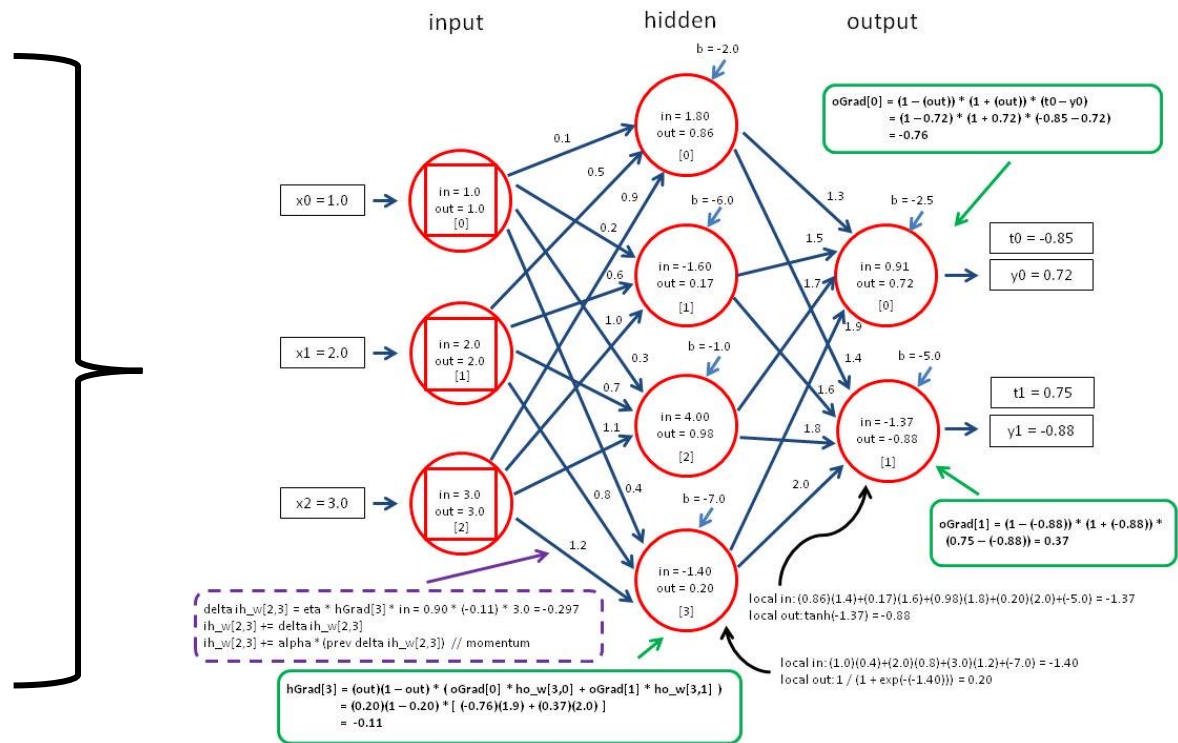 input
hidden
output
b = -2.0
in = 1.80
out = 0.86
[0]
oGrad[0] = (1 – (out)) * (1 + (out)) * (t0 – y0)
= (1 – 0.72) * (1 + 0.72) * (-0.85 – 0.72)
= -0.76
0.1
0.5
0.9
x0 = 1.0
in = 1.0
out = 1.0
[0]
b = -6.0
0.2
1.3
b = -2.5
1.5
t0 = -0.85
y0 = 0.72
in = -1.60
out = 0.17
[1]
in = 0.91
out = 0.72
[0]
0.6
1.7
1.0
1.9
x1 = 2.0
in = 2.0
out = 2.0
[1]
0.3
b = -1.0
1.4
b = -5.0
0.7
1.6
t1 = 0.75
y1 = -0.88
in = 4.00
out = 0.98
[2]
in = -1.37
out = -0.88
[1]
1.1
1.8
x2 = 3.0
in = 3.0
out = 3.0
[2]
0.8
0.4
b = -7.0
2.0
1.2
in = -1.40
out = 0.20
[3]
oGrad[1] = (1 – (-0.88)) * (1 + (-0.88)) *
(0.75 – (-0.88)) = 0.37
delta ih_w[2,3] = eta * hGrad[3] * in = 0.90 * (-0.11) * 3.0 = -0.297
ih_w[2,3] += delta ih_w[2,3]
ih_w[2,3] += alpha * (prev delta ih_w[2,3]) // momentum
local in: (0.86)(1.4)+(0.17)(1.6)+(0.98)(1.8)+(0.20)(2.0)+(-5.0) = -1.37
local out: tanh(-1.37) = -0.88
local in: (1.0)(0.4)+(2.0)(0.8)+(3.0)(1.2)+(-7.0) = -1.40
local out: 1 / (1 + exp(-(-1.40))) = 0.20
hGrad[3] = (out)(1 – out) * ( oGrad[0] * ho_w[3,0] + oGrad[1] * ho_w[3,1] )
= (0.20)(1 – 0.20) * [ (-0.76)(1.9) + (0.37)(2.0) ]
= -0.11